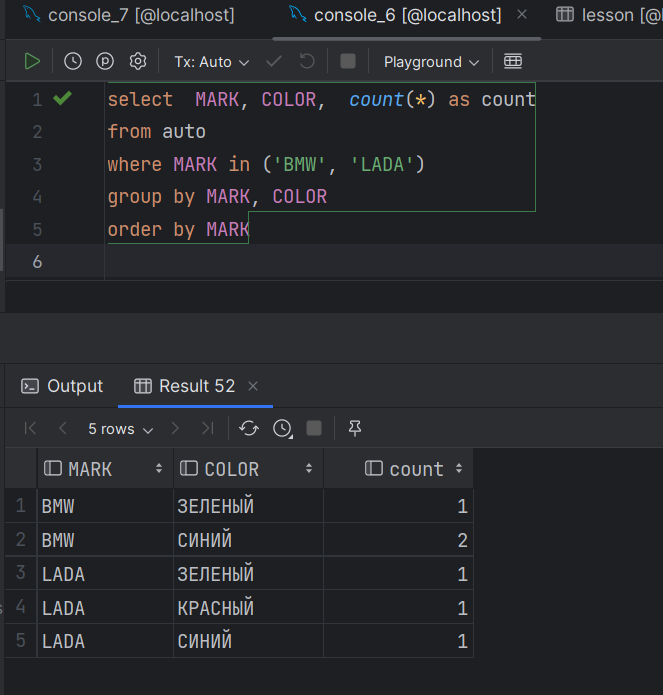 console_7 [@localhost] console_6 [@localhost] lesson [@l
Tx: Auto Playground
1 select MARK, COLOR, count(*) as count
2 from auto
3 where MARK in ('BMW', 'LADA')
4 group by MARK, COLOR
5 order by MARK
6
Output Result 52
5 rows
MARK COLOR count
1 BMW ЗЕЛЕНЫЙ 1
2 BMW СИНИЙ 2
3 LADA ЗЕЛЕНЫЙ 1
4 LADA КРАСНЫЙ 1
5 LADA СИНИЙ 1